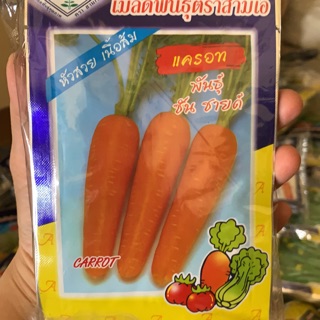 เมล็ดพันธุ์ตราสามเอ
หัวสวย เนื้อส้ม
แครอท
พันธุ์
ซัน ซายด์
CARROT
A
A
A